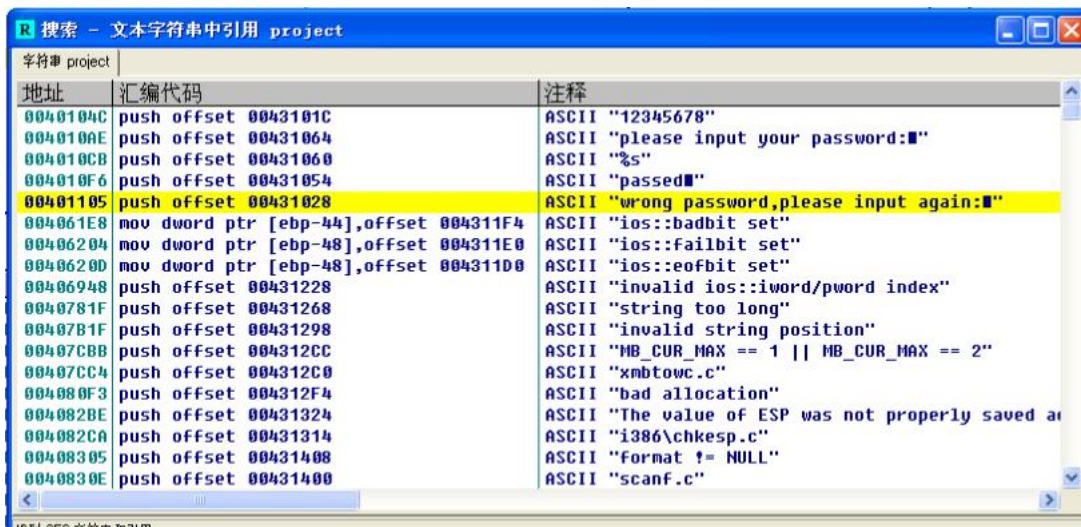 R 搜索 - 文本字符串中引用 project
字符串 project
地址 汇编代码 注释
0040104C push offset 0043101C ASCII "12345678"
004010AE push offset 00431064 ASCII "please input your password:■"
004010CB push offset 00431060 ASCII "%s"
004010F6 push offset 00431054 ASCII "passed■"
00401105 push offset 00431028 ASCII "wrong password,please input again:■"
004061E8 mov dword ptr [ebp-44],offset 004311F4 ASCII "ios::badbit set"
00406204 mov dword ptr [ebp-48],offset 004311E0 ASCII "ios::failbit set"
0040620D mov dword ptr [ebp-48],offset 004311D0 ASCII "ios::eofbit set"
00406948 push offset 00431228 ASCII "invalid ios::iword/pword index"
0040781F push offset 00431268 ASCII "string too long"
00407B1F push offset 00431298 ASCII "invalid string position"
00407CBB push offset 004312CC ASCII "MB_CUR_MAX == 1 || MB_CUR_MAX == 2"
00407CC4 push offset 004312C0 ASCII "xmbtowc.c"
004080F3 push offset 004312F4 ASCII "bad allocation"
004082BE push offset 00431324 ASCII "The value of ESP was not properly saved a
004082CA push offset 00431314 ASCII "i386\chkesp.c"
00408305 push offset 00431408 ASCII "format != NULL"
0040830E push offset 00431400 ASCII "scanf.c"